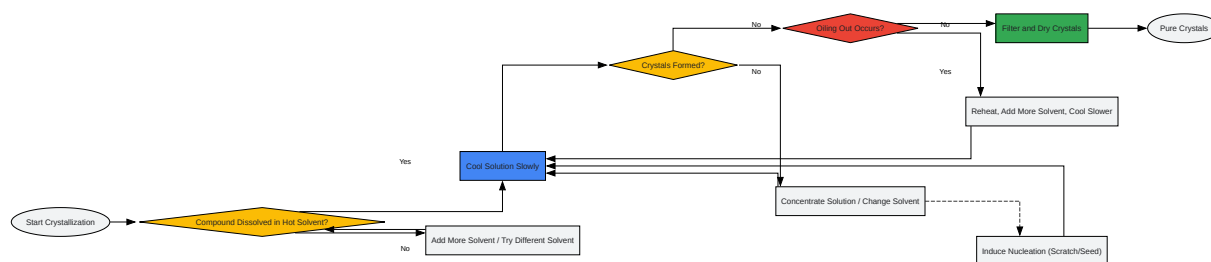 No
Oiling Out Occurs?
No
Filter and Dry Crystals
Pure Crystals
Crystals Formed?
No
Yes
Reheat, Add More Solvent, Cool Slower
Yes
Cool Solution Slowly
Concentrate Solution / Change Solvent
Start Crystallization
Compound Dissolved in Hot Solvent?
No
Add More Solvent / Try Different Solvent
Induce Nucleation (Scratch/Seed)